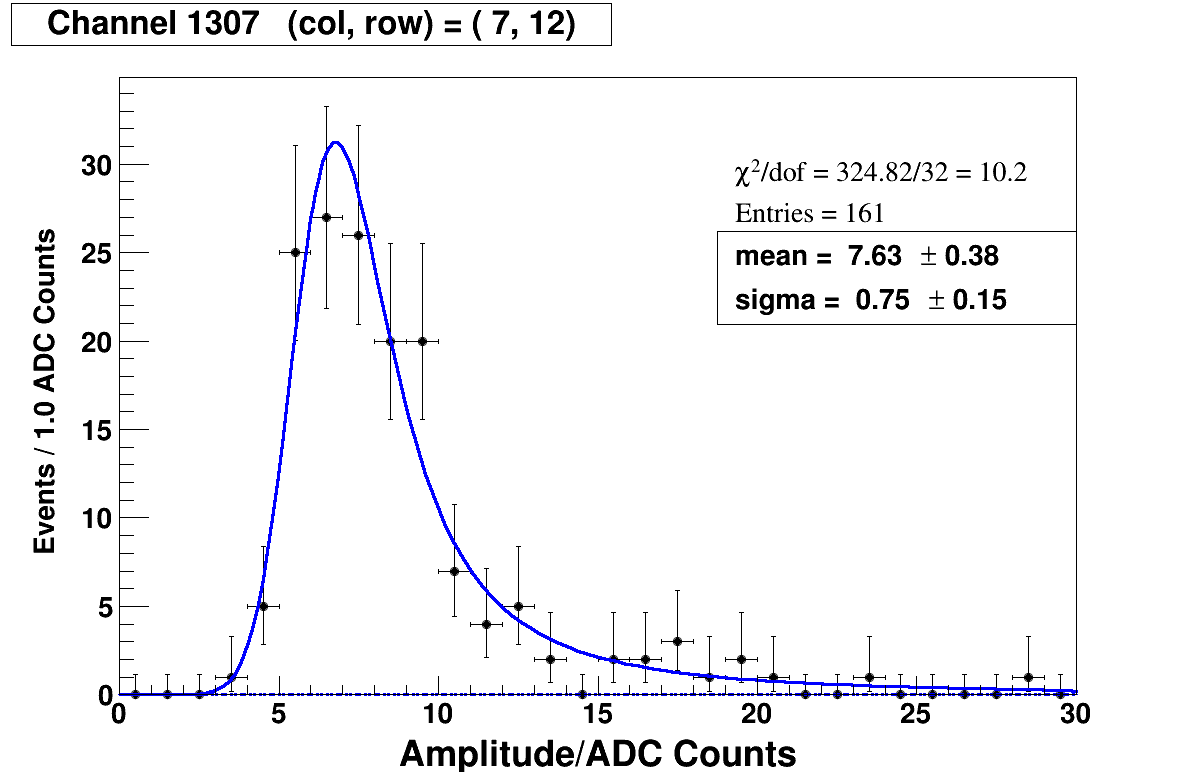 Channel 1307 (col, row) = ( 7, 12)
χ²/dof = 324.82/32 = 10.2
Entries = 161
mean = 7.63 ± 0.38
sigma = 0.75 ± 0.15
Events / 1.0 ADC Counts
30
25
20
15
10
5
0
0 5 10 15 20 25 30
Amplitude/ADC Counts